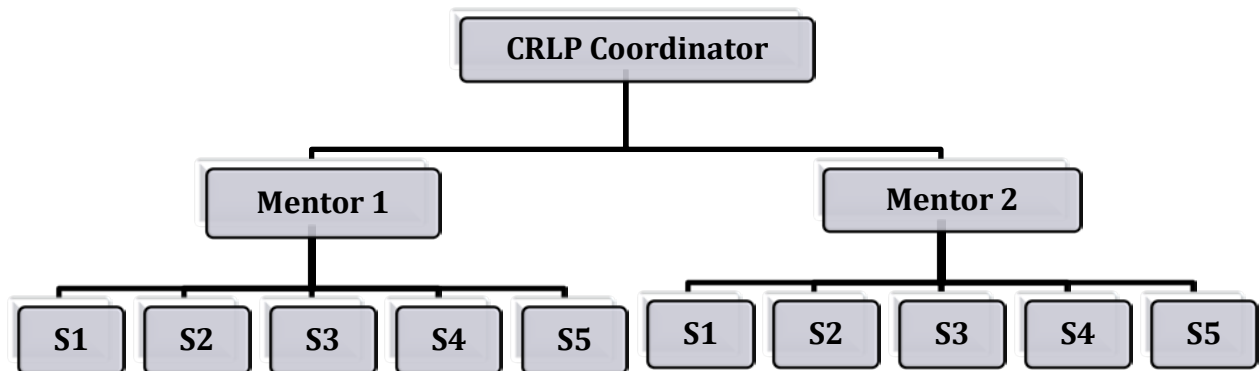 CRLP Coordinator
Mentor 1
Mentor 2
S1
S2
S3
S4
S5
S1
S2
S3
S4
S5